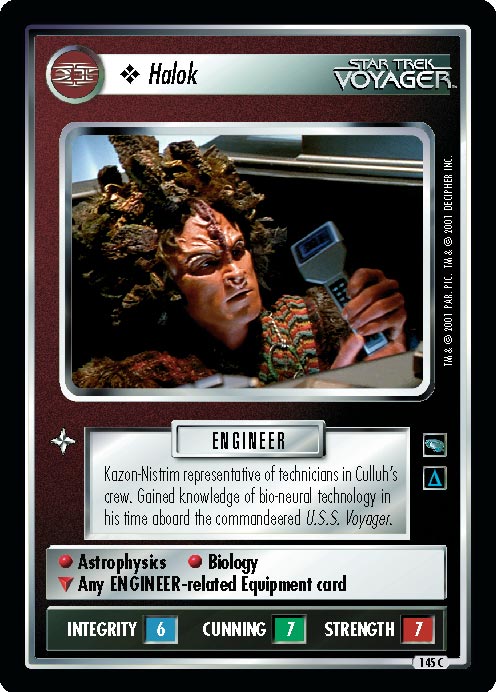 ❖ Halok
STAR TREK
VOYAGER™
TM & © 2001 PAR. PIC. TM & © 2001 DECIPHER INC.
ENGINEER
Kazon-Nistrim representative of technicians in Culluh's
crew. Gained knowledge of bio-neural technology in
his time aboard the commandeered U.S.S. Voyager.
Astrophysics Biology
Any ENGINEER-related Equipment card
INTEGRITY 6 CUNNING 7 STRENGTH 7
145 C